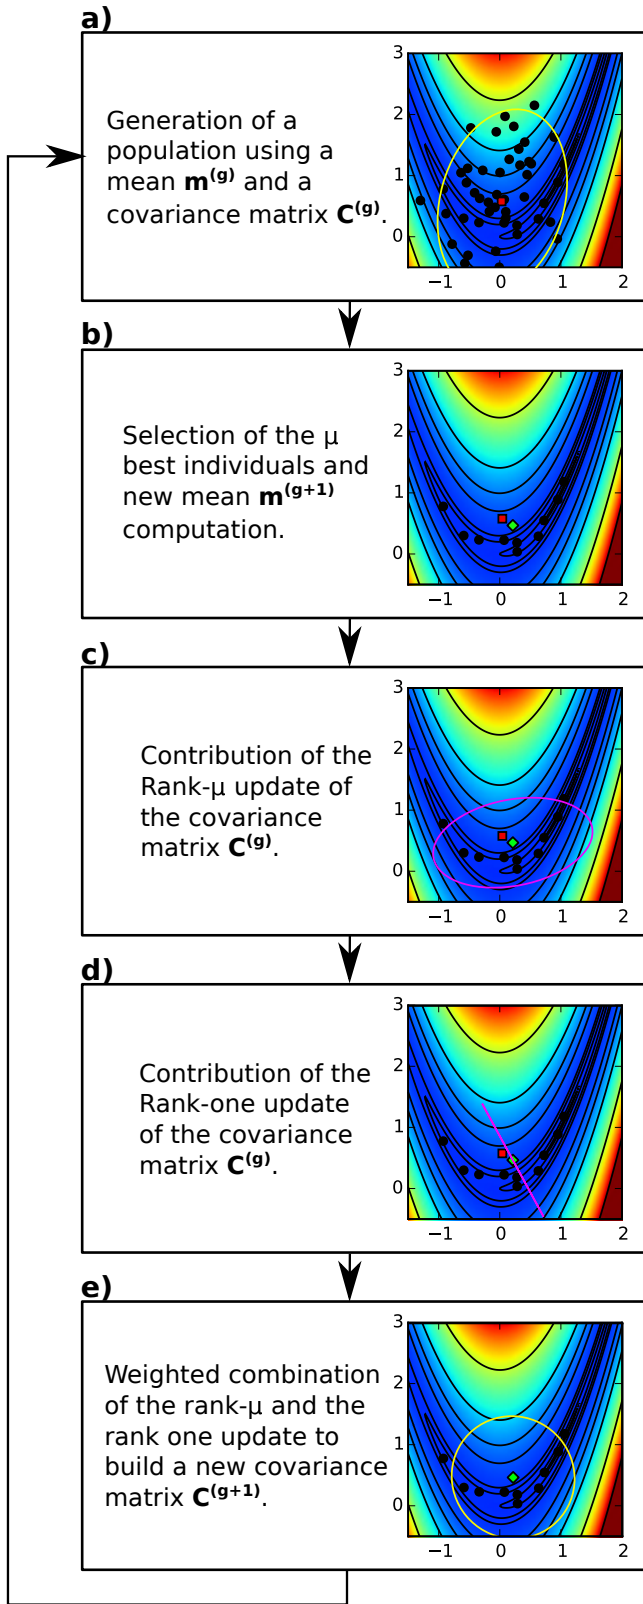 a)
Generation of a
population using a
mean m(g) and a
covariance matrix C(g).
3
2
1
0
−1 0 1 2
b)
Selection of the μ
best individuals and
new mean m(g+1)
computation.
3
2
1
0
−1 0 1 2
c)
Contribution of the
Rank-μ update of
the covariance
matrix C(g).
3
2
1
0
−1 0 1 2
d)
Contribution of the
Rank-one update
of the covariance
matrix C(g).
3
2
1
0
−1 0 1 2
e)
Weighted combination
of the rank-μ and the
rank one update to
build a new covariance
matrix C(g+1).
3
2
1
0
−1 0 1 2